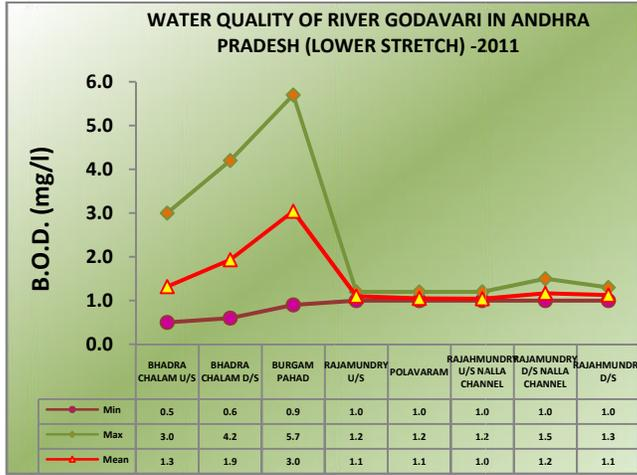 WATER QUALITY OF RIVER GODAVARI IN ANDHRA
PRADESH (LOWER STRETCH) -2011
B.O.D. (mg/l)
6.0
5.0
4.0
3.0
2.0
1.0
0.0
BHADRA CHALAM U/S
BHADRA CHALAM D/S
BURGAM PAHAD
RAJAMUNDRY U/S
POLAVARAM
RAJAHMUNDRY U/S NALLA CHANNEL
RAJAMUNDRY D/S NALLA CHANNEL
RAJAHMUNDRY D/S
Min 0.5 0.6 0.9 1.0 1.0 1.0 1.0 1.0
Max 3.0 4.2 5.7 1.2 1.2 1.2 1.5 1.3
Mean 1.3 1.9 3.0 1.1 1.1 1.0 1.2 1.1